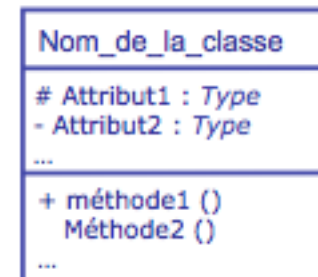 Nom_de_la_classe
# Attribut1 : Type
- Attribut2 : Type
...
+ méthode1 ()
Méthode2 ()
...